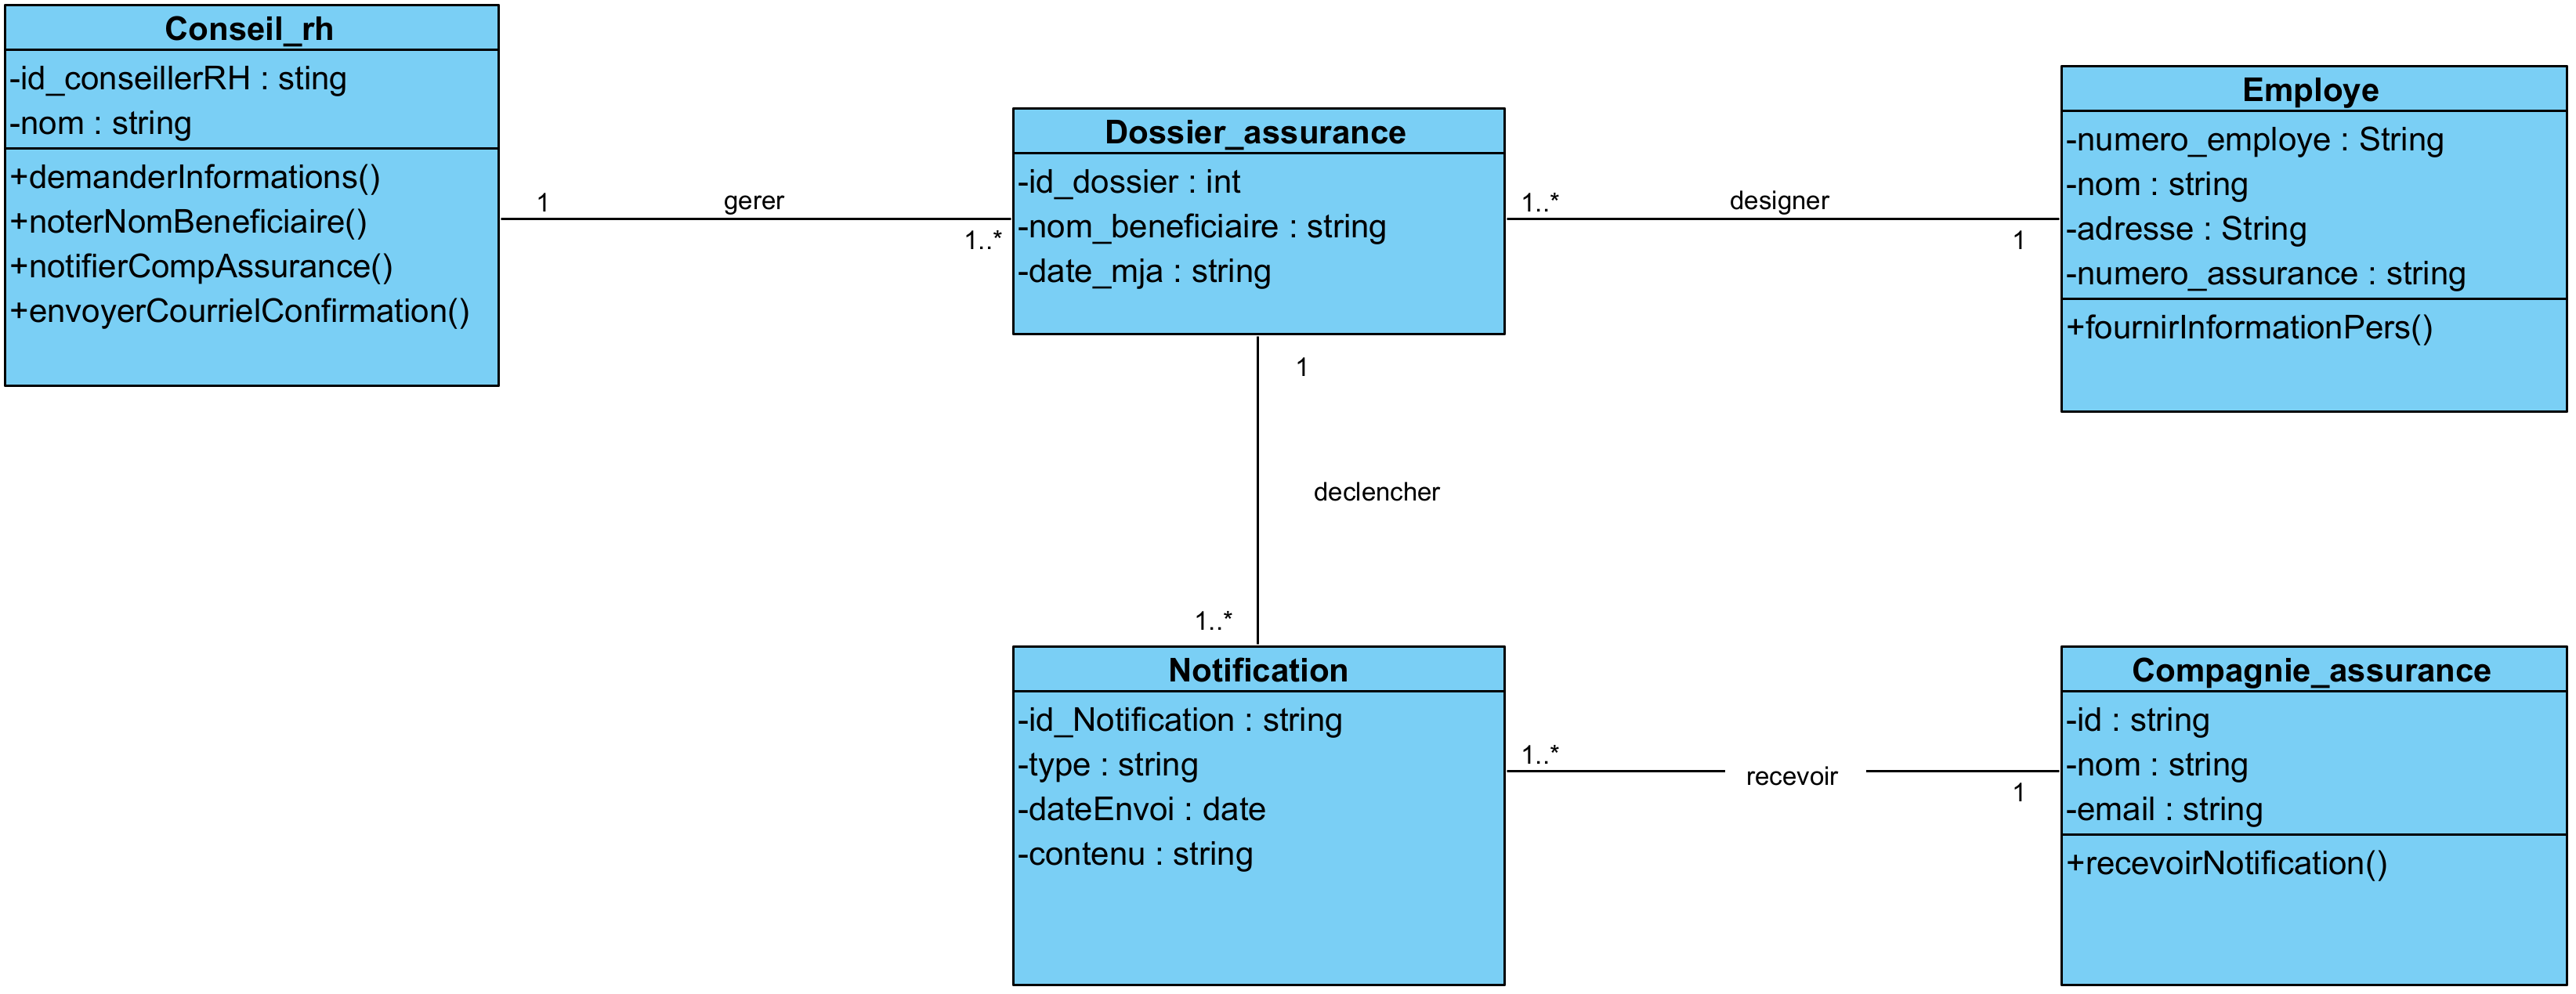 Conseil_rh
-id_conseillerRH : sting
-nom : string
+demanderInformations()
+noterNomBeneficiaire()
+notifierCompAssurance()
+envoyerCourrielConfirmation()
1
gerer
1..*
Dossier_assurance
-id_dossier : int
-nom_beneficiaire : string
-date_mja : string
1..*
designer
1
Employe
-numero_employe : String
-nom : string
-adresse : String
-numero_assurance : string
+fournirInformationPers()
1
declencher
1..*
Notification
-id_Notification : string
-type : string
-dateEnvoi : date
-contenu : string
1..*
recevoir
1
Compagnie_assurance
-id : string
-nom : string
-email : string
+recevoirNotification()